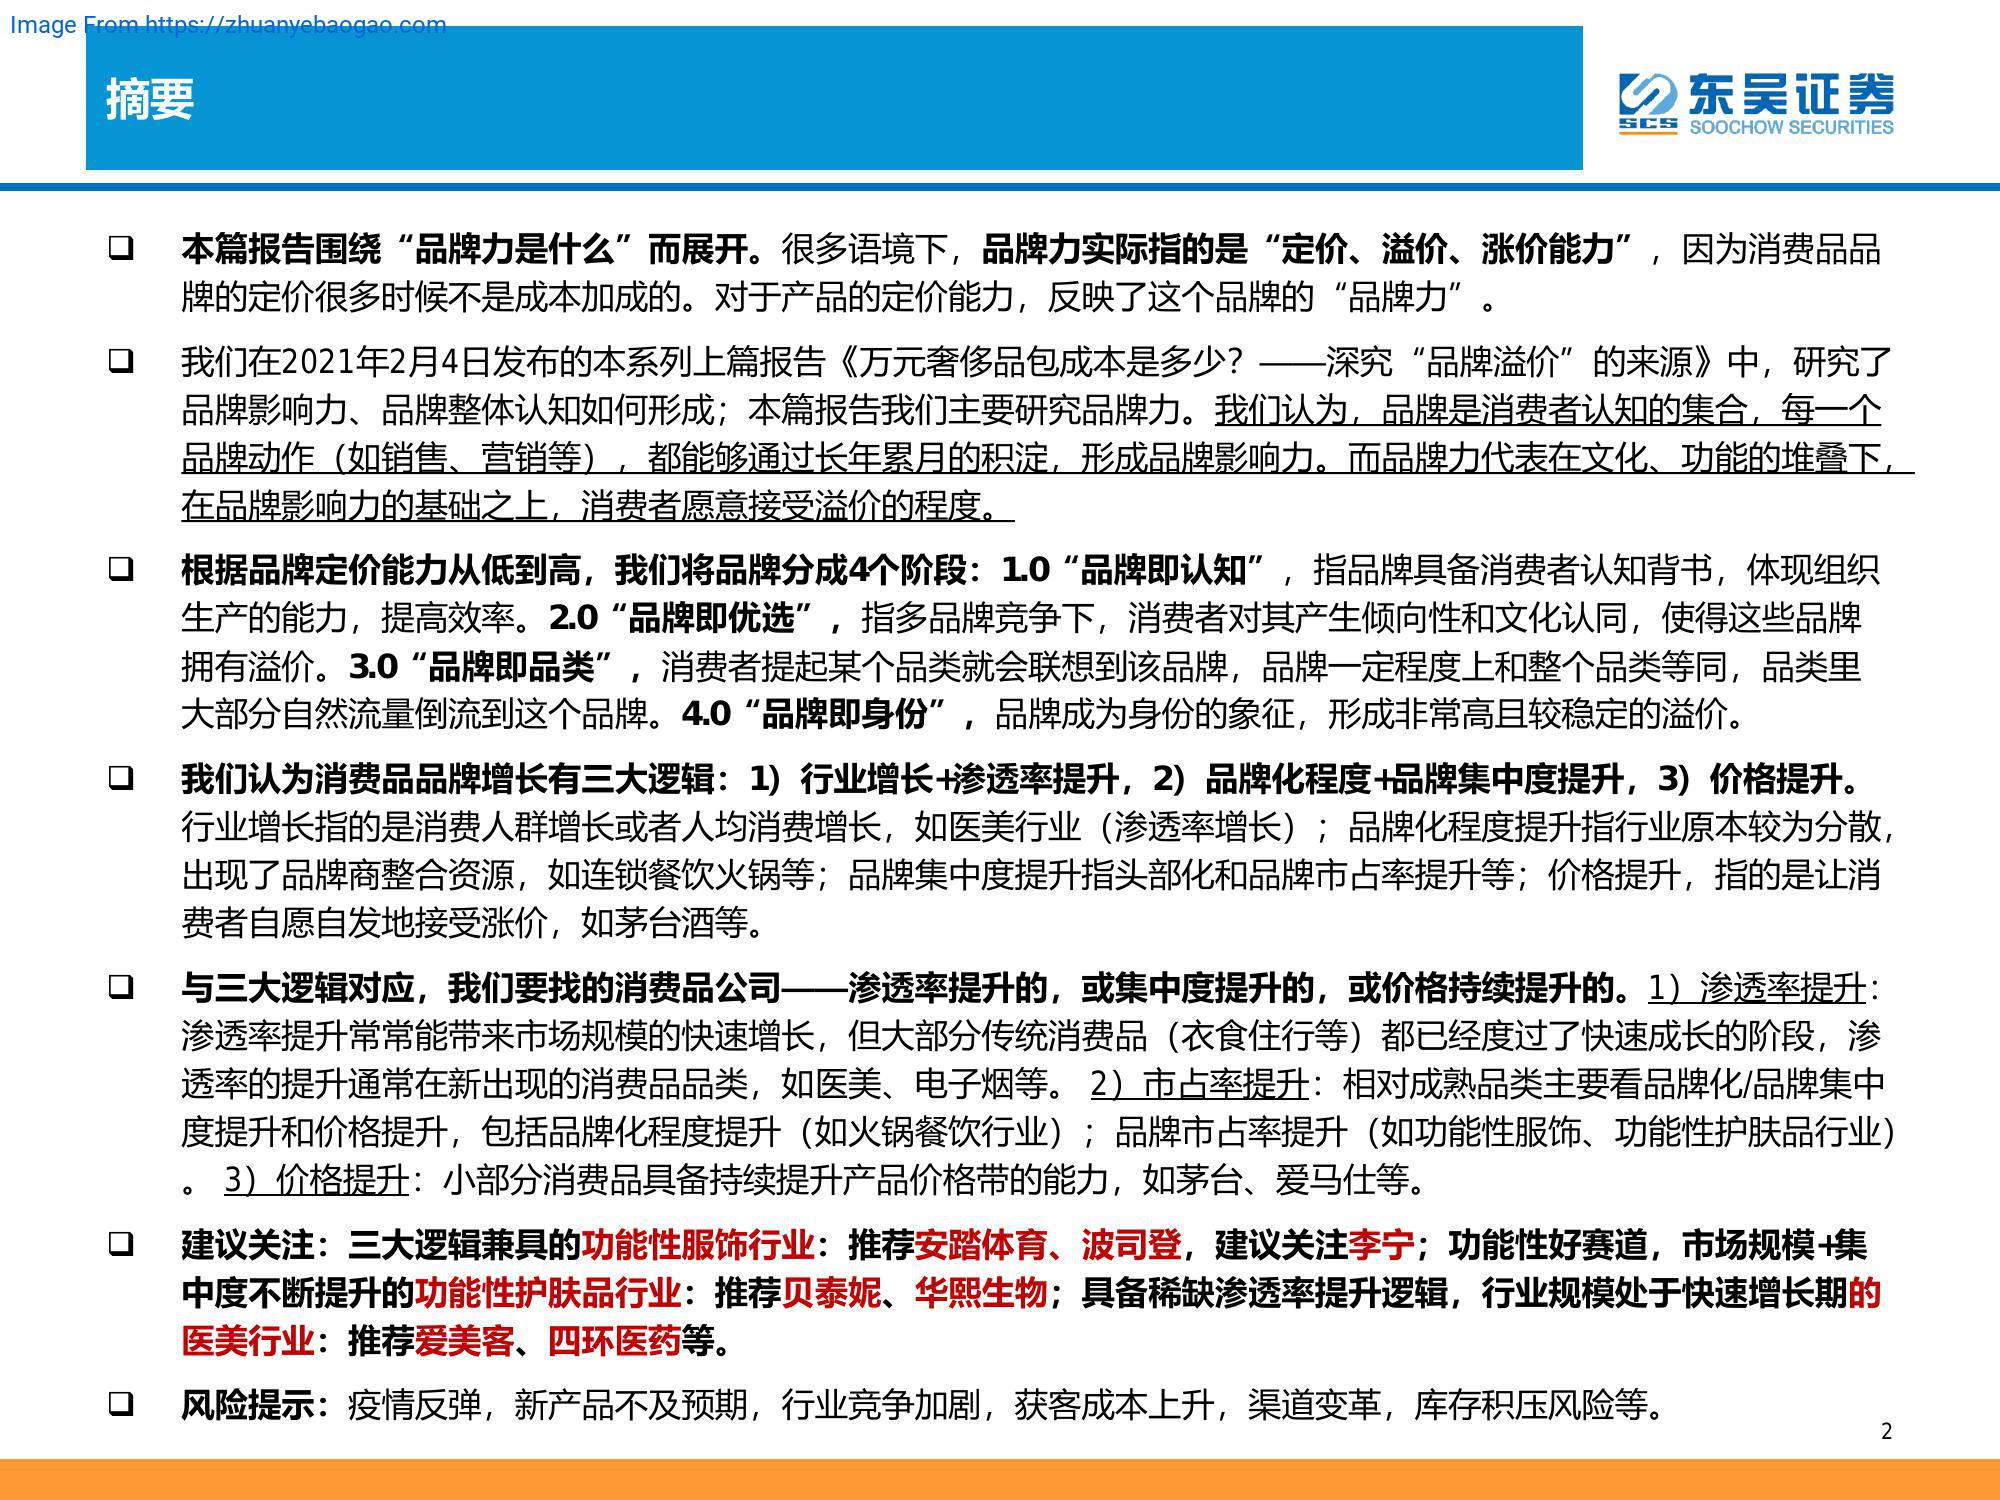 Image From https://zhuanyebaogao.com
摘要
东吴证券
SCS
SOOCHOW SECURITIES
本篇报告围绕“品牌力是什么”而展开。很多语境下，品牌力实际指的是“定价、溢价、涨价能力”，因为消费品品
牌的定价很多时候不是成本加成的。对于产品的定价能力，反映了这个品牌的“品牌力”。
我们在2021年2月4日发布的本系列上篇报告《万元奢侈品包成本是多少？——深究“品牌溢价”的来源》中，研究了
品牌影响力、品牌整体认知如何形成；本篇报告我们主要研究品牌力。我们认为，品牌是消费者认知的集合，每一个
品牌动作（如销售、营销等），都能够通过长年累月的积淀，形成品牌影响力。而品牌力代表在文化、功能的堆叠下，
在品牌影响力的基础之上，消费者愿意接受溢价的程度。
根据品牌定价能力从低到高，我们将品牌分成4个阶段：1.0“品牌即认知”，指品牌具备消费者认知背书，体现组织
生产的能力，提高效率。2.0“品牌即优选”，指多品牌竞争下，消费者对其产生倾向性和文化认同，使得这些品牌
拥有溢价。3.0“品牌即品类”，消费者提起某个品类就会联想到该品牌，品牌一定程度上和整个品类等同，品类里
大部分自然流量倒流到这个品牌。4.0“品牌即身份”，品牌成为身份的象征，形成非常高且较稳定的溢价。
我们认为消费品品牌增长有三大逻辑：1）行业增长+渗透率提升，2）品牌化程度+品牌集中度提升，3）价格提升。
行业增长指的是消费人群增长或者人均消费增长，如医美行业（渗透率增长）；品牌化程度提升指行业原本较为分散，
出现了品牌商整合资源，如连锁餐饮火锅等；品牌集中度提升指头部化和品牌市占率提升等；价格提升，指的是让消
费者自愿自发地接受涨价，如茅台酒等。
与三大逻辑对应，我们要找的消费品公司——渗透率提升的，或集中度提升的，或价格持续提升的。1）渗透率提升：
渗透率提升常常能带来市场规模的快速增长，但大部分传统消费品（衣食住行等）都已经度过了快速成长的阶段，渗
透率的提升通常在新出现的消费品品类，如医美、电子烟等。 2）市占率提升：相对成熟品类主要看品牌化/品牌集中
度提升和价格提升，包括品牌化程度提升（如火锅餐饮行业）；品牌市占率提升（如功能性服饰、功能性护肤品行业）
。 3）价格提升：小部分消费品具备持续提升产品价格带的能力，如茅台、爱马仕等。
建议关注：三大逻辑兼具的功能性服饰行业：推荐安踏体育、波司登，建议关注李宁；功能性好赛道，市场规模+集
中度不断提升的功能性护肤品行业：推荐贝泰妮、华熙生物；具备稀缺渗透率提升逻辑，行业规模处于快速增长期的
医美行业：推荐爱美客、四环医药等。
风险提示：疫情反弹，新产品不及预期，行业竞争加剧，获客成本上升，渠道变革，库存积压风险等。
2